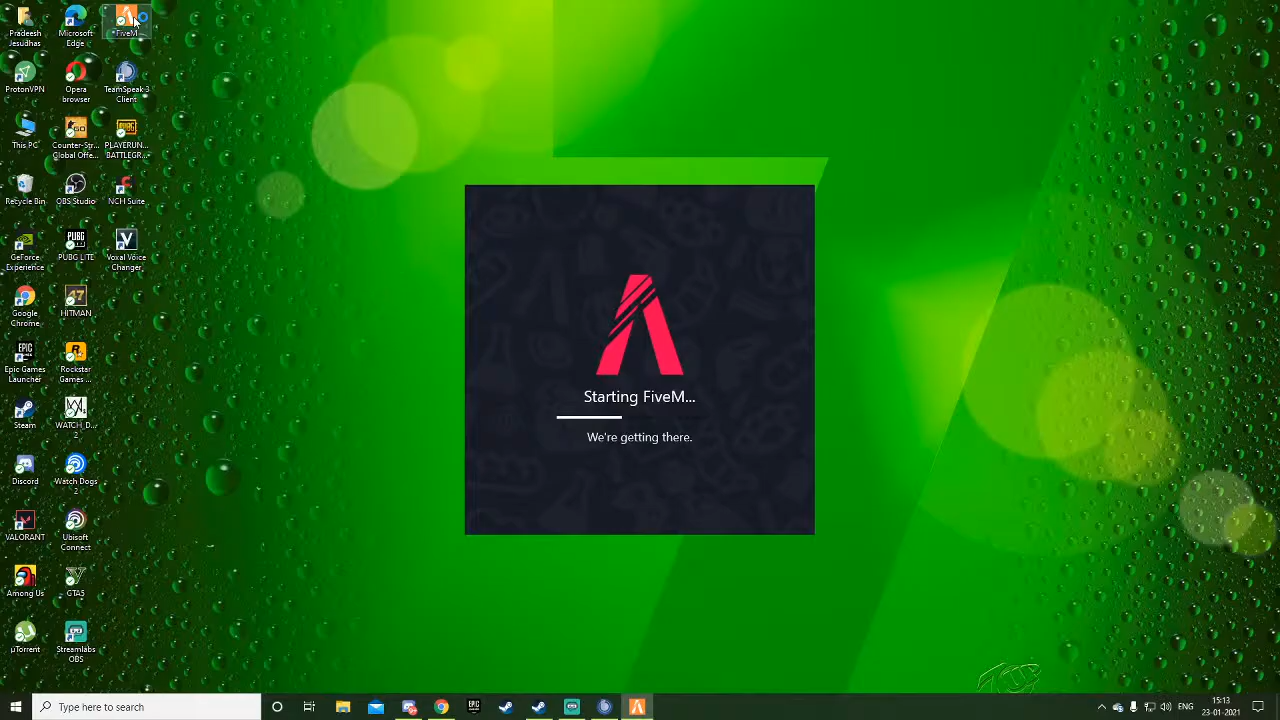 Pradeesh
Jesudhas
Microsoft
Edge
FiveM
ProtonVPN
Opera
browser
TeamSpeak 3
Client
This PC
Counter-Str...
Global Offe...
PLAYERUN...
BATTLEGR...
Recycle Bin
OBS Studio
NCH Suite
GeForce
Experience
PUBG LITE
Voxal Voice
Changer
Google
Chrome
HITMAN
Epic Games
Launcher
Rockstar
Games ...
Steam
WATCH_D...
2
Discord
Watch Dogs
2
VALORANT
Ubisoft
Connect
Among Us
GTA5
µTorrent
Streamlabs
OBS
Starting FiveM...
We're getting there.
Type here to search
ENG
15:13
23-01-2021